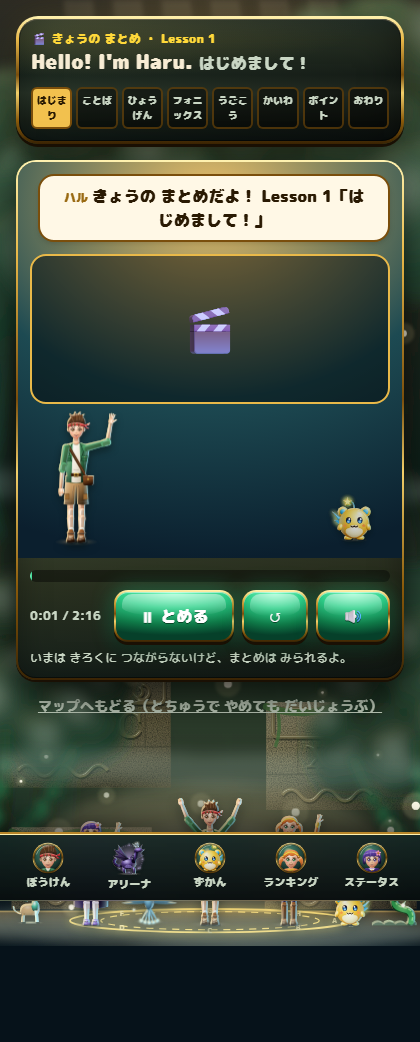 きょうの まとめ ・ Lesson 1
Hello! I'm Haru. はじめまして！
はじまり
ことば
ひょうげん
フォニックス
うごこう
かいわ
ポイント
おわり
ハル きょうの まとめだよ！ Lesson 1「は
じめまして！」
0:01 / 2:16
⏸ とめる
↺
いまは きろくに つながらないけど、まとめは みられるよ。
マップへもどる（とちゅうで やめても だいじょうぶ）
ぼうけん
アリーナ
ずかん
ランキング
ステータス